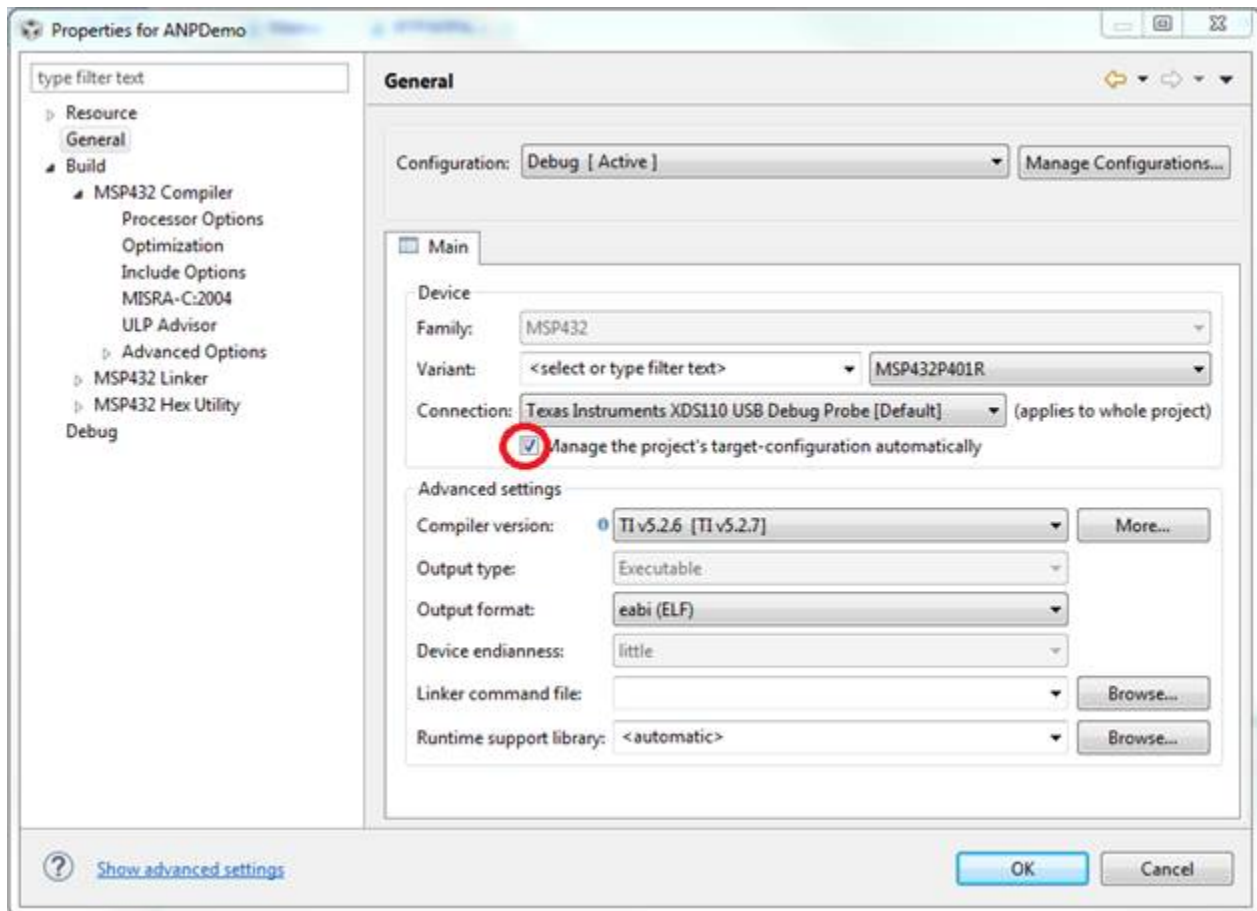 Properties for ANPDemo
type filter text
General
Resource
General
Build
MSP432 Compiler
Processor Options
Optimization
Include Options
MISRA-C:2004
ULP Advisor
Advanced Options
MSP432 Linker
MSP432 Hex Utility
Debug
Configuration: Debug [ Active ] Manage Configurations...
Main
Device
Family: MSP432
Variant: <select or type filter text> MSP432P401R
Connection: Texas Instruments XDS110 USB Debug Probe [Default] (applies to whole project)
Manage the project's target-configuration automatically
Advanced settings
Compiler version: TI v5.2.6 [TI v5.2.7] More...
Output type: Executable
Output format: eabi (ELF)
Device endianness: little
Linker command file: Browse...
Runtime support library: <automatic> Browse...
? Show advanced settings OK Cancel